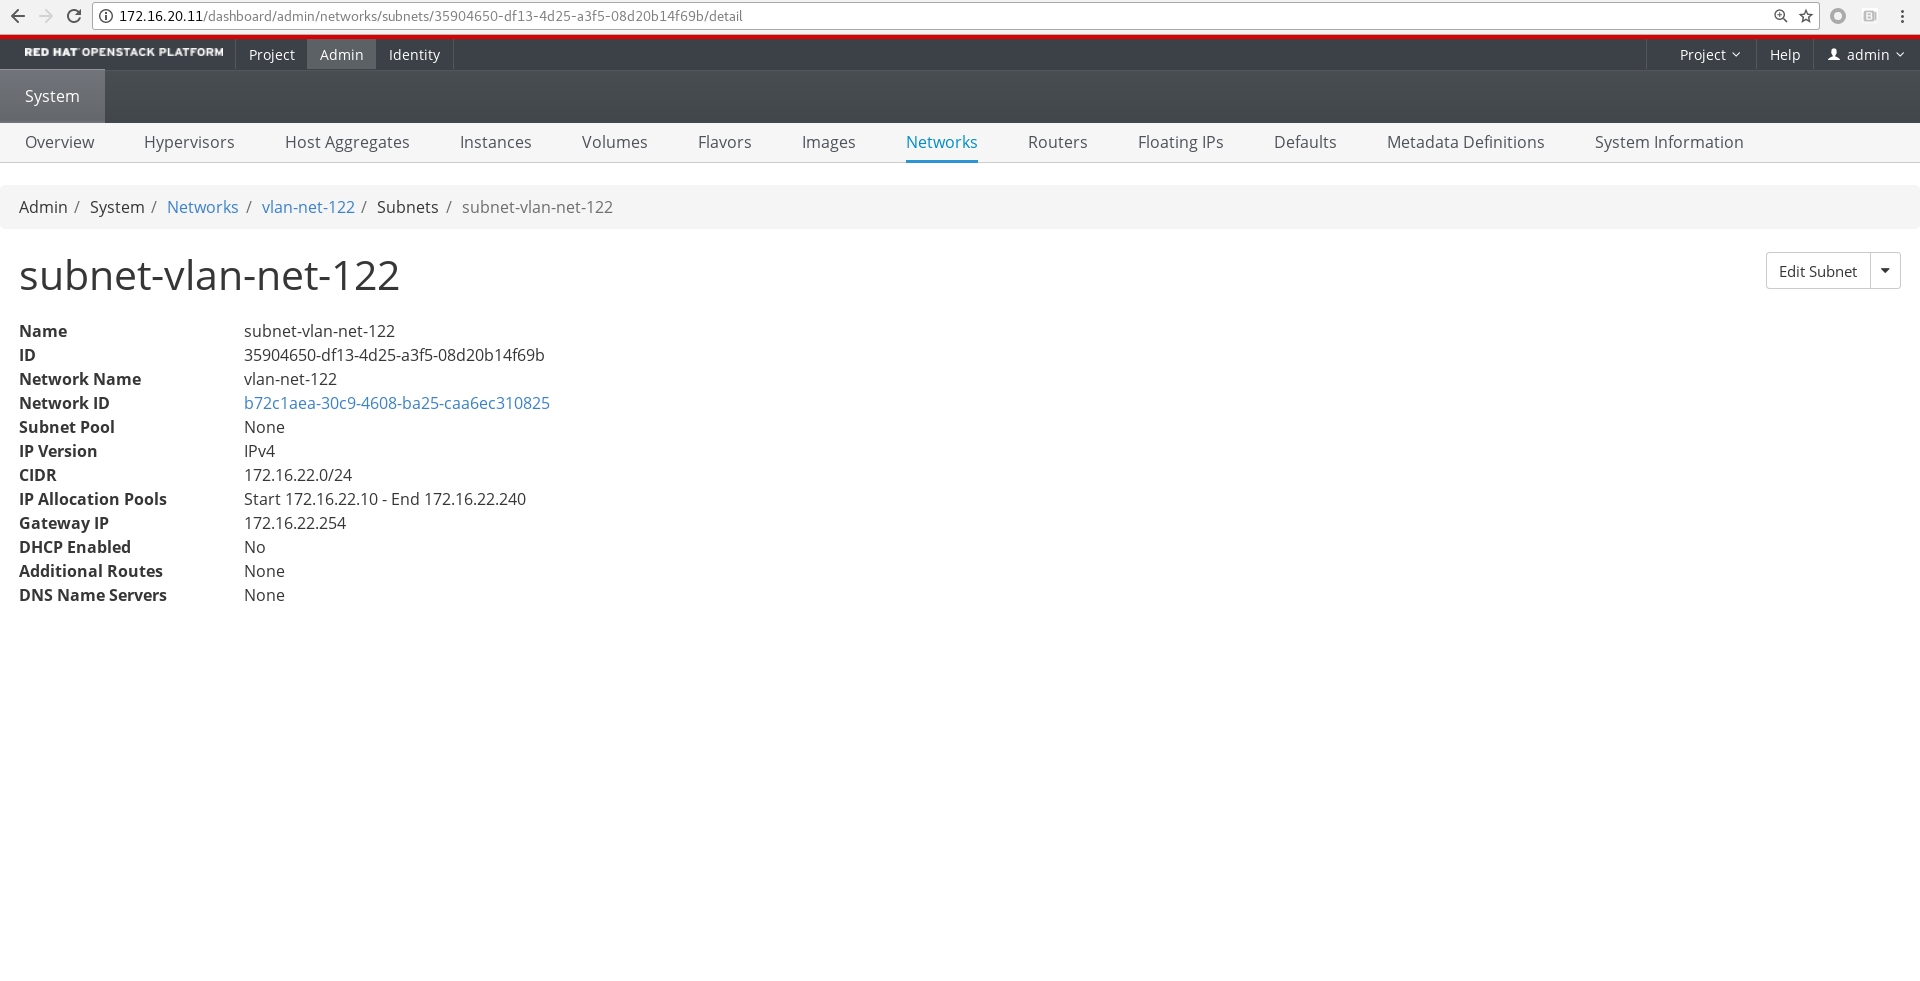 172.16.20.11/dashboard/admin/networks/subnets/35904650-df13-4d25-a3f5-08d20b14f69b/detail
RED HAT OPENSTACK PLATFORM Project Admin Identity Project Help admin
System
Overview Hypervisors Host Aggregates Instances Volumes Flavors Images Networks Routers Floating IPs Defaults Metadata Definitions System Information
Admin / System / Networks / vlan-net-122 / Subnets / subnet-vlan-net-122
subnet-vlan-net-122
Edit Subnet
Name subnet-vlan-net-122
ID 35904650-df13-4d25-a3f5-08d20b14f69b
Network Name vlan-net-122
Network ID b72c1aea-30c9-4608-ba25-caa6ec310825
Subnet Pool None
IP Version IPv4
CIDR 172.16.22.0/24
IP Allocation Pools Start 172.16.22.10 - End 172.16.22.240
Gateway IP 172.16.22.254
DHCP Enabled No
Additional Routes None
DNS Name Servers None